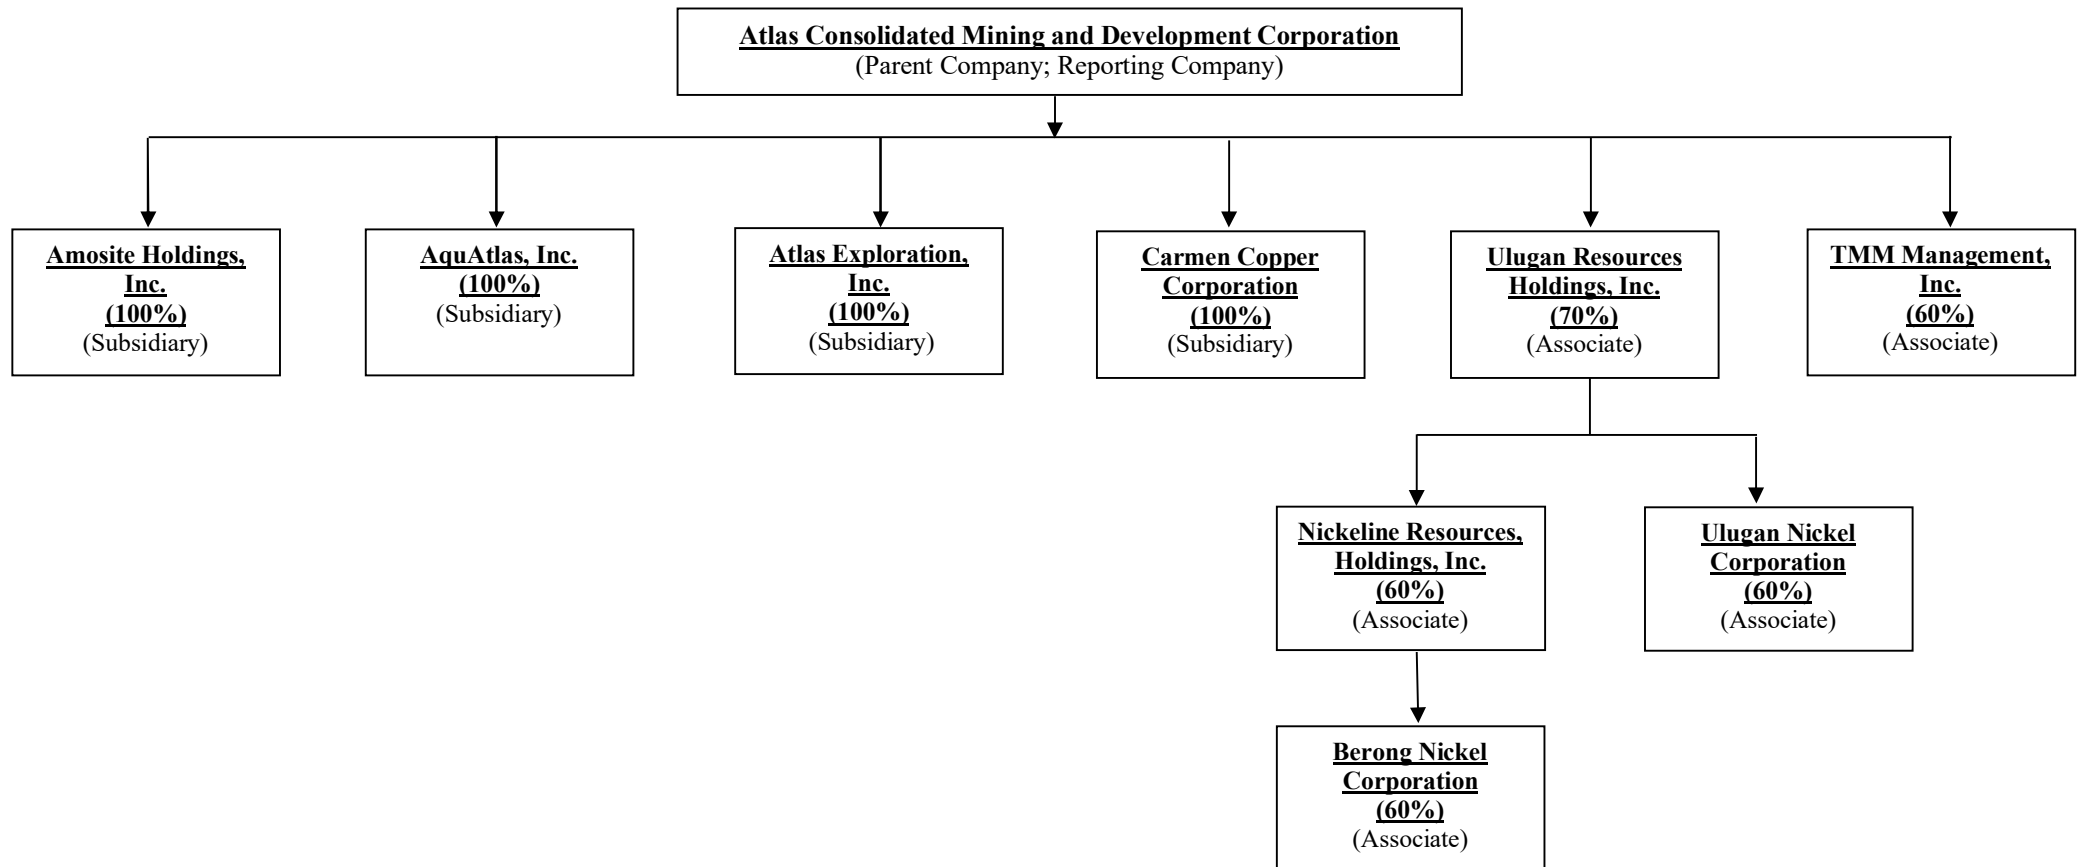 Atlas Consolidated Mining and Development Corporation
(Parent Company; Reporting Company)
Amosite Holdings,
Inc.
(100%)
(Subsidiary)
AquAtlas, Inc.
(100%)
(Subsidiary)
Atlas Exploration,
Inc.
(100%)
(Subsidiary)
Carmen Copper
Corporation
(100%)
(Subsidiary)
Ulugan Resources
Holdings, Inc.
(70%)
(Associate)
TMM Management,
Inc.
(60%)
(Associate)
Nickeline Resources,
Holdings, Inc.
(60%)
(Associate)
Ulugan Nickel
Corporation
(60%)
(Associate)
Berong Nickel
Corporation
(60%)
(Associate)